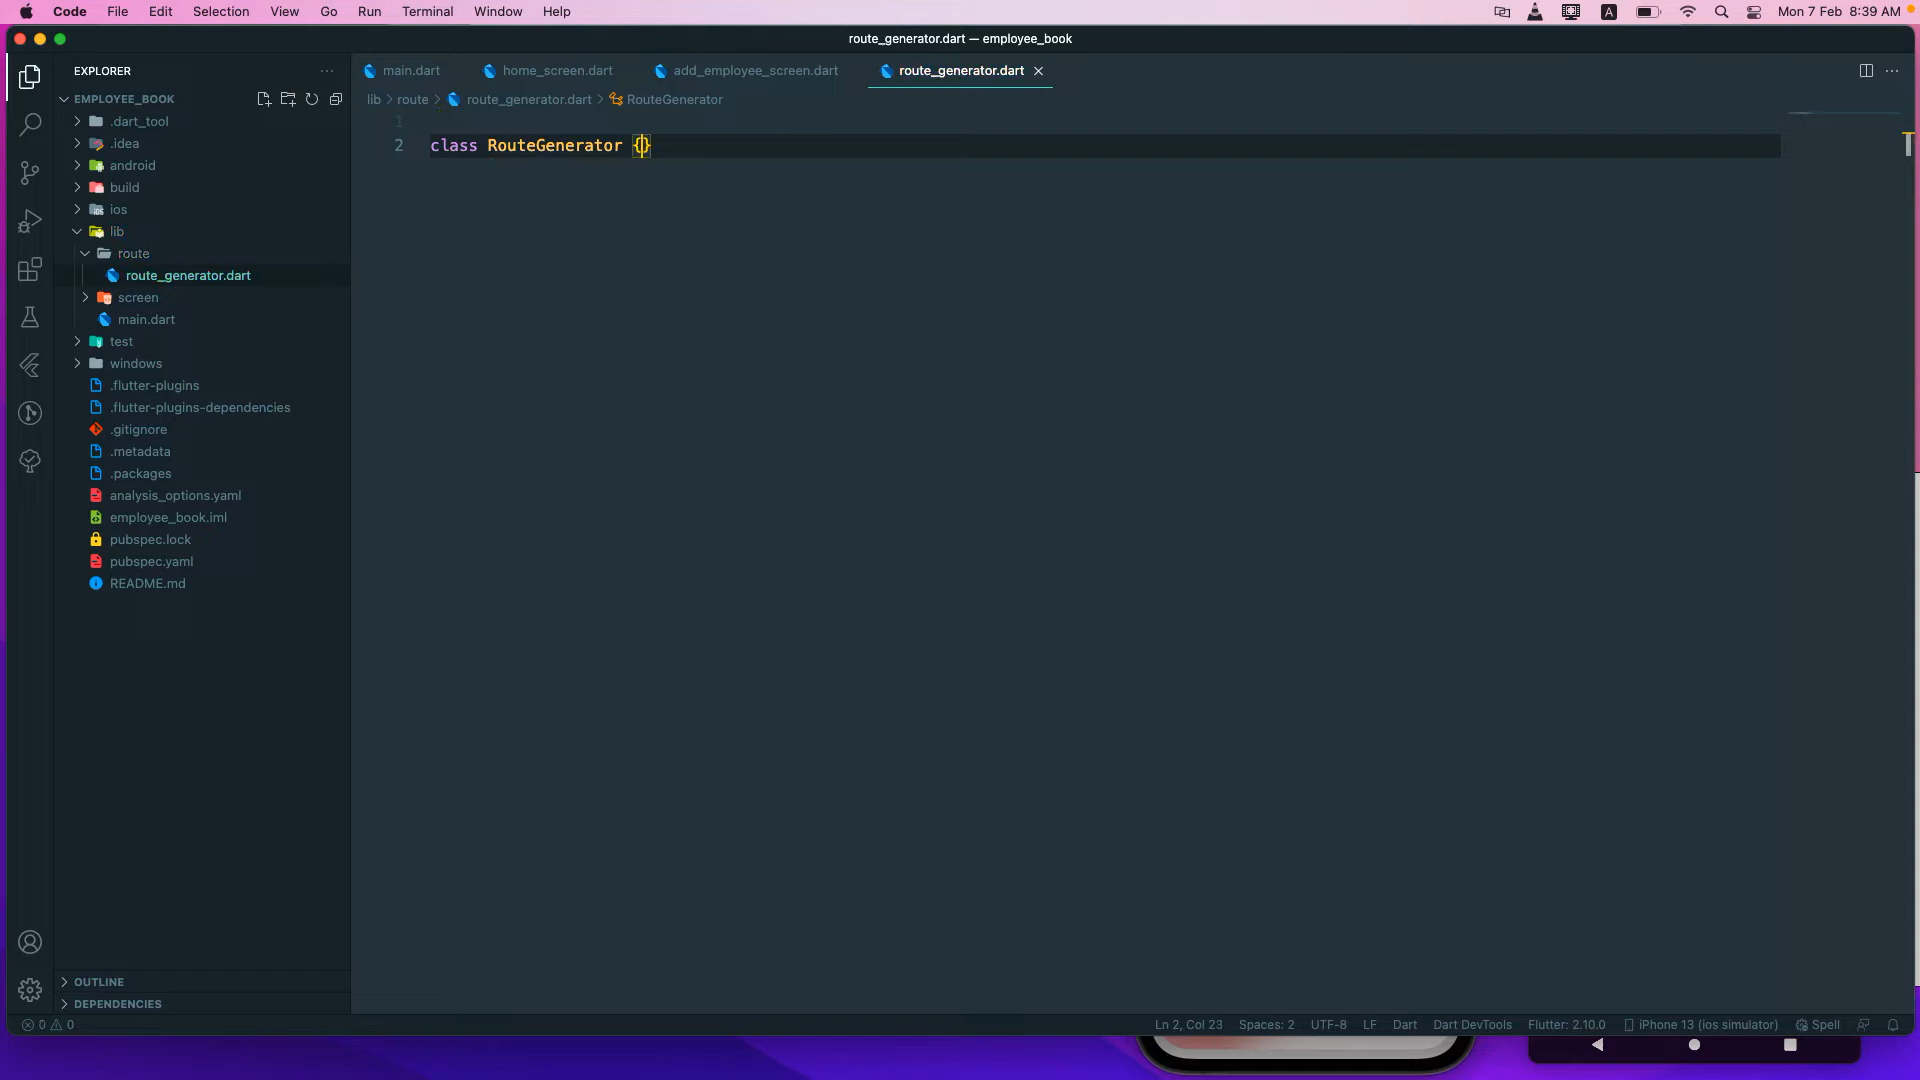 Code File Edit Selection View Go Run Terminal Window Help A Mon 7 Feb 8:39 AM
route_generator.dart — employee_book
EXPLORER
main.dart home_screen.dart add_employee_screen.dart route_generator.dart
EMPLOYEE_BOOK
lib > route > route_generator.dart > RouteGenerator
.dart_tool
.idea
android
build
ios
lib
route
route_generator.dart
screen
main.dart
test
windows
.flutter-plugins
.flutter-plugins-dependencies
.gitignore
.metadata
.packages
analysis_options.yaml
employee_book.iml
pubspec.lock
pubspec.yaml
README.md
1
2 class RouteGenerator {}
OUTLINE
DEPENDENCIES
0 0 Ln 2, Col 23 Spaces: 2 UTF-8 LF Dart Dart DevTools Flutter: 2.10.0 iPhone 13 (ios simulator) Spell